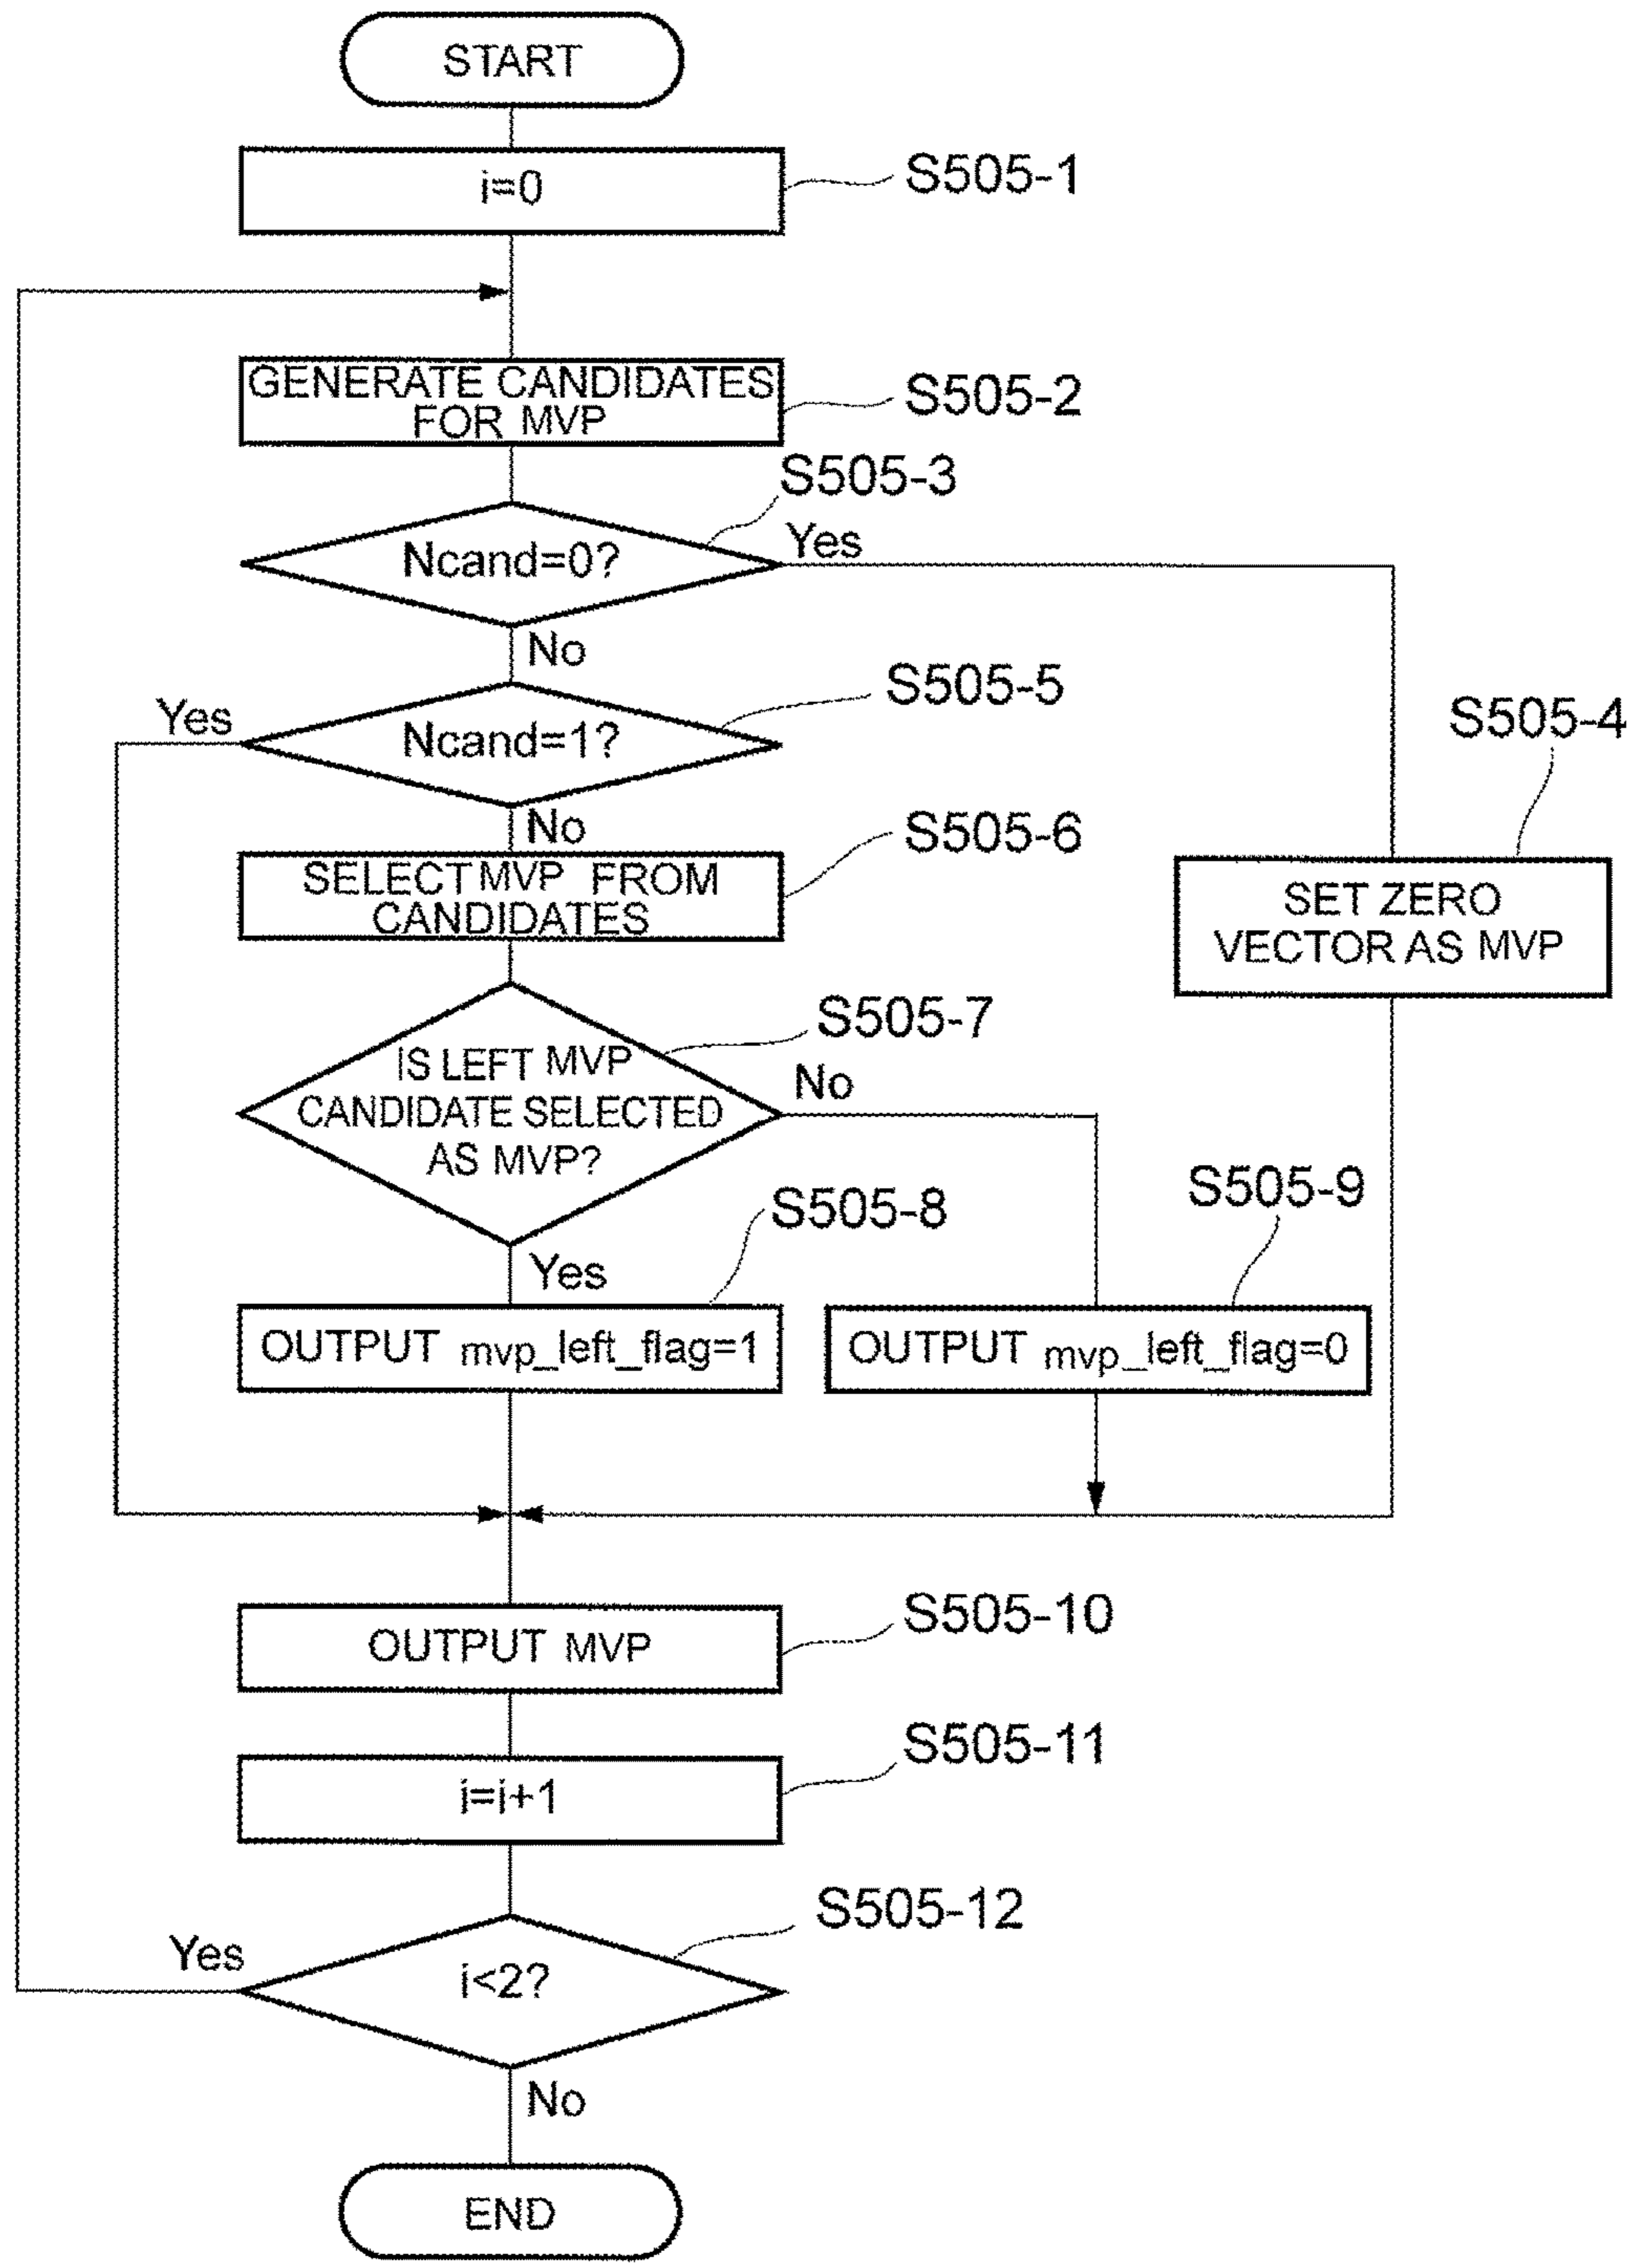 START
i=0
S505-1
GENERATE CANDIDATES
FOR MVP
S505-2
S505-3
Ncand=0?
Yes
No
S505-5
Yes
Ncand=1?
S505-4
No
S505-6
SELECT MVP FROM
CANDIDATES
SET ZERO
VECTOR AS MVP
S505-7
IS LEFT MVP
CANDIDATE SELECTED
AS MVP?
No
S505-9
S505-8
Yes
OUTPUT mvp_left_flag=1
OUTPUT mvp_left_flag=0
S505-10
OUTPUT MVP
S505-11
i=i+1
S505-12
Yes
i<2?
No
END